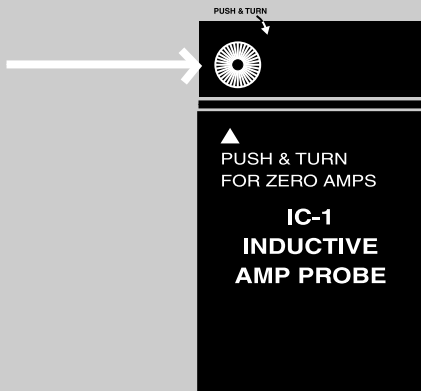 PUSH & TURN
PUSH & TURN
FOR ZERO AMPS
IC-1
INDUCTIVE
AMP PROBE